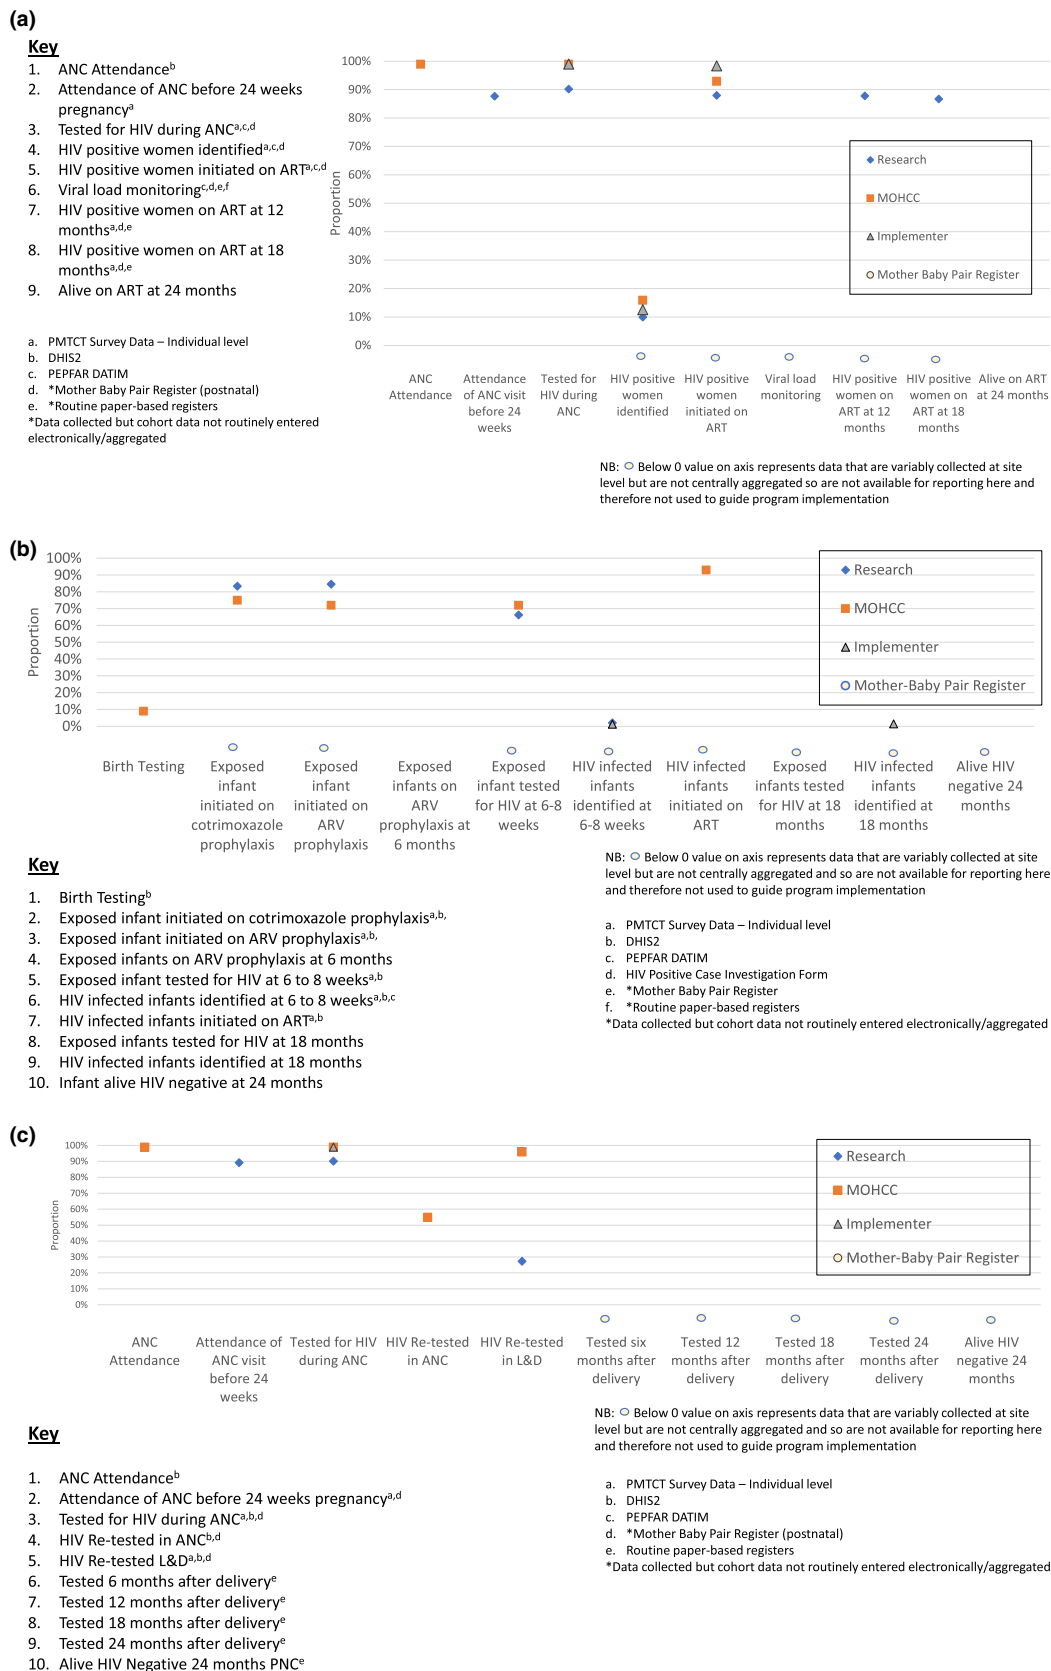 (a)
Key
1. ANC Attendanceb
2. Attendance of ANC before 24 weeks
pregnancya
3. Tested for HIV during ANCa,c,d
4. HIV positive women identifieda,c,d
5. HIV positive women initiated on ARTa,c,d
6. Viral load monitoringc,d,e,f
7. HIV positive women on ART at 12
monthsa,d,e
8. HIV positive women on ART at 18
monthsa,d,e
9. Alive on ART at 24 months
a. PMTCT Survey Data – Individual level
b. DHIS2
c. PEPFAR DATIM
d. *Mother Baby Pair Register (postnatal)
e. *Routine paper-based registers
*Data collected but cohort data not routinely entered
electronically/aggregated
Proportion
100%
90%
80%
70%
60%
50%
40%
30%
20%
10%
0%
Research
MOHCC
Implementer
Mother Baby Pair Register
ANC
Attendance
Attendance
of ANC visit
before 24
weeks
Tested for
HIV during
ANC
HIV positive
women
identified
HIV positive
women
initiated on
ART
Viral load
monitoring
HIV positive
women on
ART at 12
months
HIV positive
women on
ART at 18
months
Alive on ART
at 24 months
NB: Below 0 value on axis represents data that are variably collected at site
level but are not centrally aggregated so are not available for reporting here and
therefore not used to guide program implementation
(b)
Proportion
100%
90%
80%
70%
60%
50%
40%
30%
20%
10%
0%
Research
MOHCC
Implementer
Mother-Baby Pair Register
Birth Testing
Exposed
infant
initiated on
cotrimoxazole
prophylaxis
Exposed
infant
initiated on
ARV
prophylaxis
Exposed
infants on
ARV
prophylaxis at
6 months
Exposed
infant tested
for HIV at 6-8
weeks
HIV infected
infants
identified at
6-8 weeks
HIV infected
infants
initiated on
ART
Exposed
infants tested
for HIV at 18
months
HIV infected
infants
identified at
18 months
Alive HIV
negative 24
months
Key
1. Birth Testingb
2. Exposed infant initiated on cotrimoxazole prophylaxisa,b,
3. Exposed infant initiated on ARV prophylaxisa,b,
4. Exposed infants on ARV prophylaxis at 6 months
5. Exposed infant tested for HIV at 6 to 8 weeksa,b
6. HIV infected infants identified at 6 to 8 weeksa,b,c
7. HIV infected infants initiated on ARTa,b
8. Exposed infants tested for HIV at 18 months
9. HIV infected infants identified at 18 months
10. Infant alive HIV negative at 24 months
NB: Below 0 value on axis represents data that are variably collected at site
level but are not centrally aggregated and so are not available for reporting here
and therefore not used to guide program implementation
a. PMTCT Survey Data – Individual level
b. DHIS2
c. PEPFAR DATIM
d. HIV Positive Case Investigation Form
e. *Mother Baby Pair Register
f. *Routine paper-based registers
*Data collected but cohort data not routinely entered electronically/aggregated
(c)
Proportion
100%
90%
80%
70%
60%
50%
40%
30%
20%
10%
0%
Research
MOHCC
Implementer
Mother-Baby Pair Register
ANC
Attendance
Attendance of
ANC visit
before 24
weeks
Tested for HIV
during ANC
HIV Re-tested
in ANC
HIV Re-tested
in L&D
Tested six
months after
delivery
Tested 12
months after
delivery
Tested 18
months after
delivery
Tested 24
months after
delivery
Alive HIV
negative 24
months
Key
1. ANC Attendanceb
2. Attendance of ANC before 24 weeks pregnancya,d
3. Tested for HIV during ANCa,b,d
4. HIV Re-tested in ANCb,d
5. HIV Re-tested L&Da,b,d
6. Tested 6 months after deliverye
7. Tested 12 months after deliverye
8. Tested 18 months after deliverye
9. Tested 24 months after deliverye
10. Alive HIV Negative 24 months PNCe
NB: Below 0 value on axis represents data that are variably collected at site
level but are not centrally aggregated and so are not available for reporting here
and therefore not used to guide program implementation
a. PMTCT Survey Data – Individual level
b. DHIS2
c. PEPFAR DATIM
d. *Mother Baby Pair Register (postnatal)
e. Routine paper-based registers
*Data collected but cohort data not routinely entered electronically/aggregated